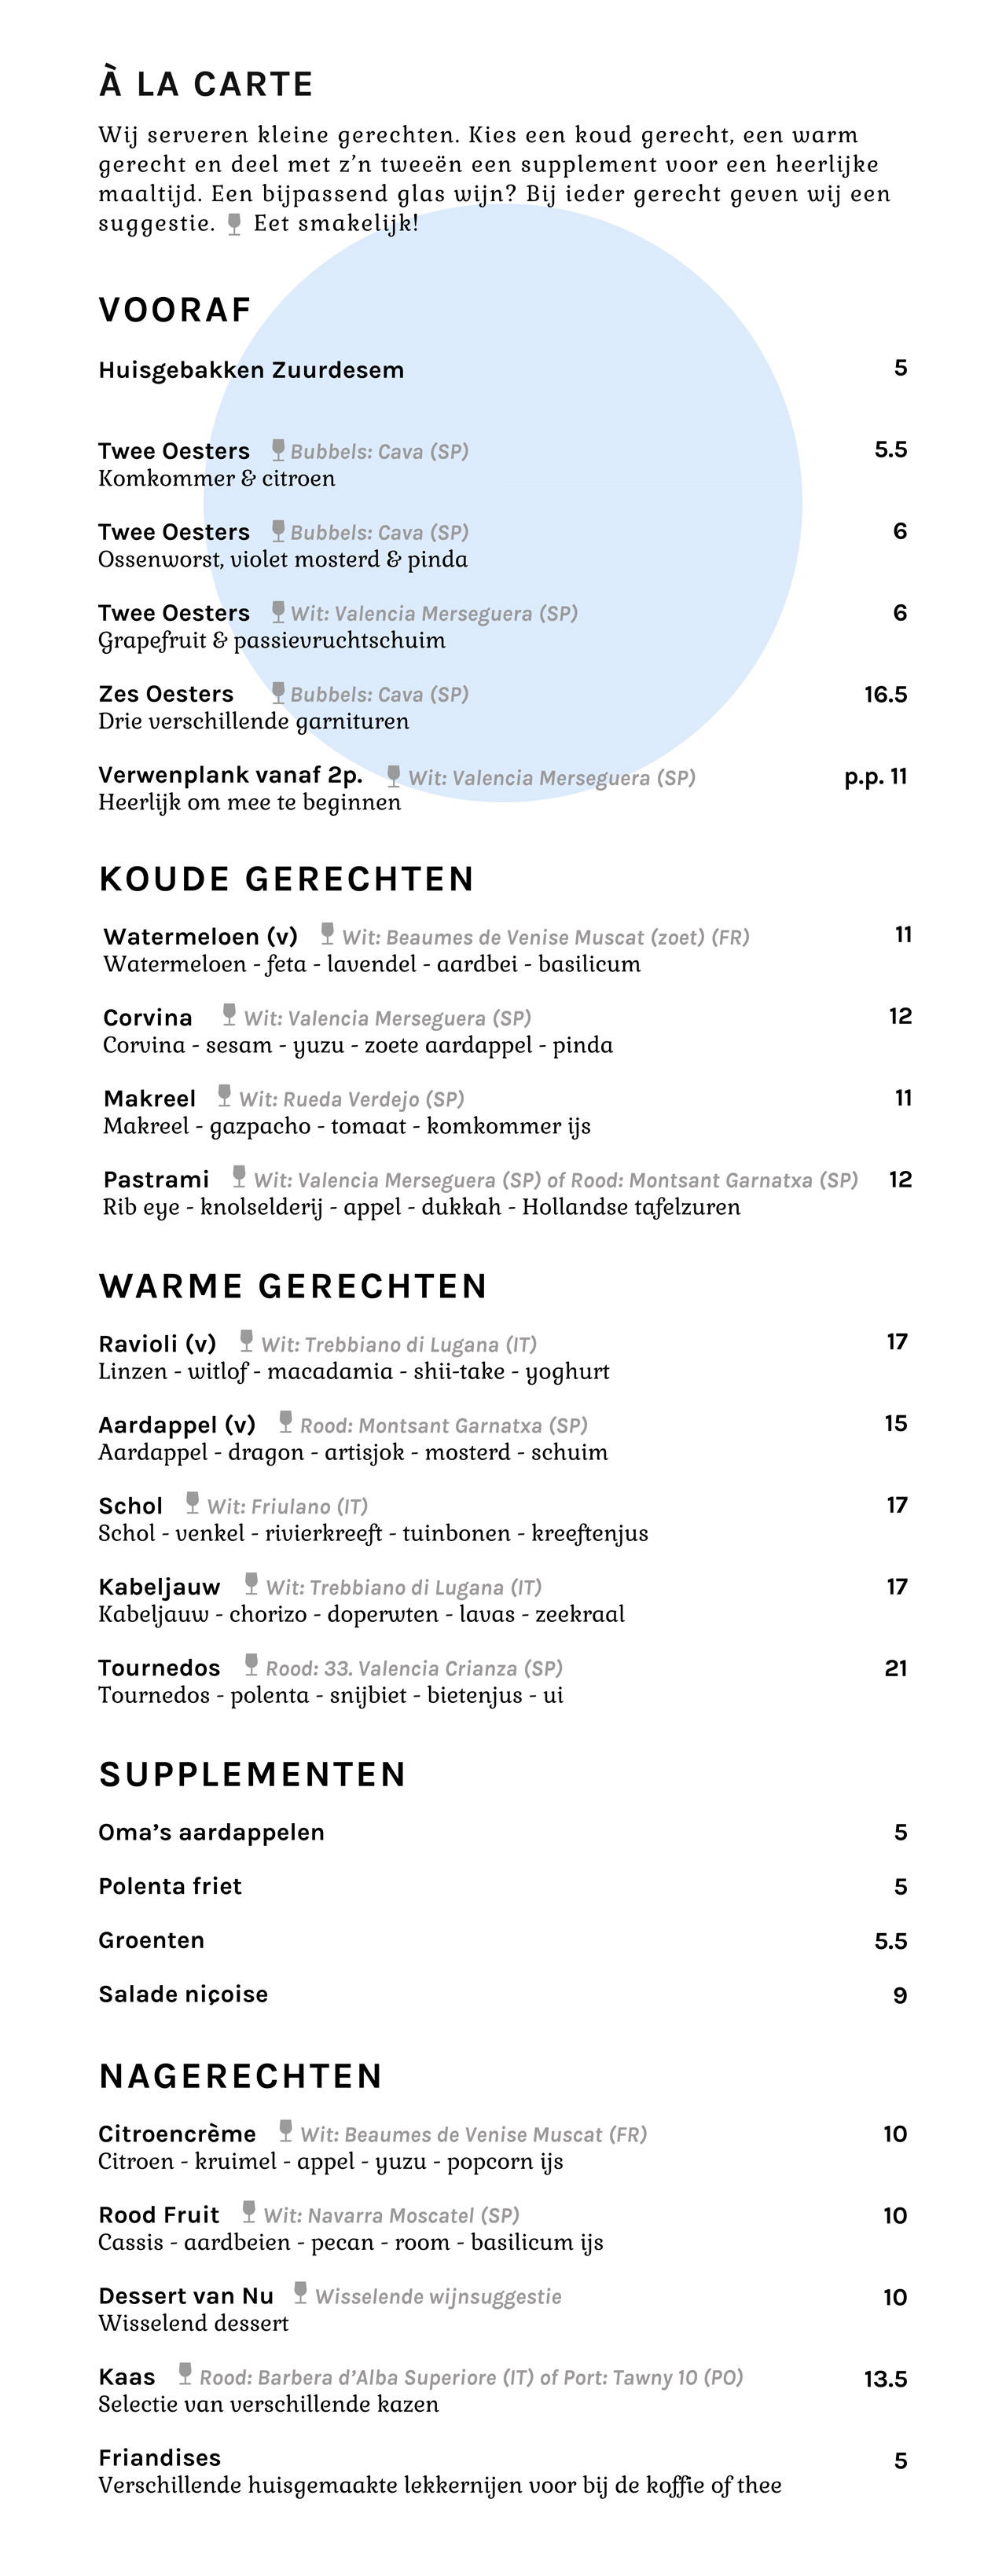 À LA CARTE
Wij serveren kleine gerechten. Kies een koud gerecht, een warm
gerecht en deel met z’n tweeën een supplement voor een heerlijke
maaltijd. Een bijpassend glas wijn? Bij ieder gerecht geven wij een
suggestie. Eet smakelijk!
VOORAF
Huisgebakken Zuurdesem 5
Twee Oesters Bubbels: Cava (SP) 5.5
Komkommer & citroen
Twee Oesters Bubbels: Cava (SP) 6
Ossenworst, violet mosterd & pinda
Twee Oesters Wit: Valencia Merseguera (SP) 6
Grapefruit & passievruchtschuim
Zes Oesters Bubbels: Cava (SP) 16.5
Drie verschillende garnituren
Verwenplank vanaf 2p. Wit: Valencia Merseguera (SP) p.p. 11
Heerlijk om mee te beginnen
KOUDE GERECHTEN
Watermeloen (v) Wit: Beaumes de Venise Muscat (zoet) (FR) 11
Watermeloen - feta - lavendel - aardbei - basilicum
Corvina Wit: Valencia Merseguera (SP) 12
Corvina - sesam - yuzu - zoete aardappel - pinda
Makreel Wit: Rueda Verdejo (SP) 11
Makreel - gazpacho - tomaat - komkommer ijs
Pastrami Wit: Valencia Merseguera (SP) of Rood: Montsant Garnatxa (SP) 12
Rib eye - knolselderij - appel - dukkah - Hollandse tafelzuren
WARME GERECHTEN
Ravioli (v) Wit: Trebbiano di Lugana (IT) 17
Linzen - witlof - macadamia - shii-take - yoghurt
Aardappel (v) Rood: Montsant Garnatxa (SP) 15
Aardappel - dragon - artisjok - mosterd - schuim
Schol Wit: Friulano (IT) 17
Schol - venkel - rivierkreeft - tuinbonen - kreeftenjus
Kabeljauw Wit: Trebbiano di Lugana (IT) 17
Kabeljauw - chorizo - doperwten - lavas - zeekraal
Tournedos Rood: 33. Valencia Crianza (SP) 21
Tournedos - polenta - snijbiet - bietenjus - ui
SUPPLEMENTEN
Oma’s aardappelen 5
Polenta friet 5
Groenten 5.5
Salade niçoise 9
NAGERECHTEN
Citroencrème Wit: Beaumes de Venise Muscat (FR) 10
Citroen - kruimel - appel - yuzu - popcorn ijs
Rood Fruit Wit: Navarra Moscatel (SP) 10
Cassis - aardbeien - pecan - room - basilicum ijs
Dessert van Nu Wisselende wijnsuggestie 10
Wisselend dessert
Kaas Rood: Barbera d’Alba Superiore (IT) of Port: Tawny 10 (PO) 13.5
Selectie van verschillende kazen
Friandises 5
Verschillende huisgemaakte lekkernijen voor bij de koffie of thee